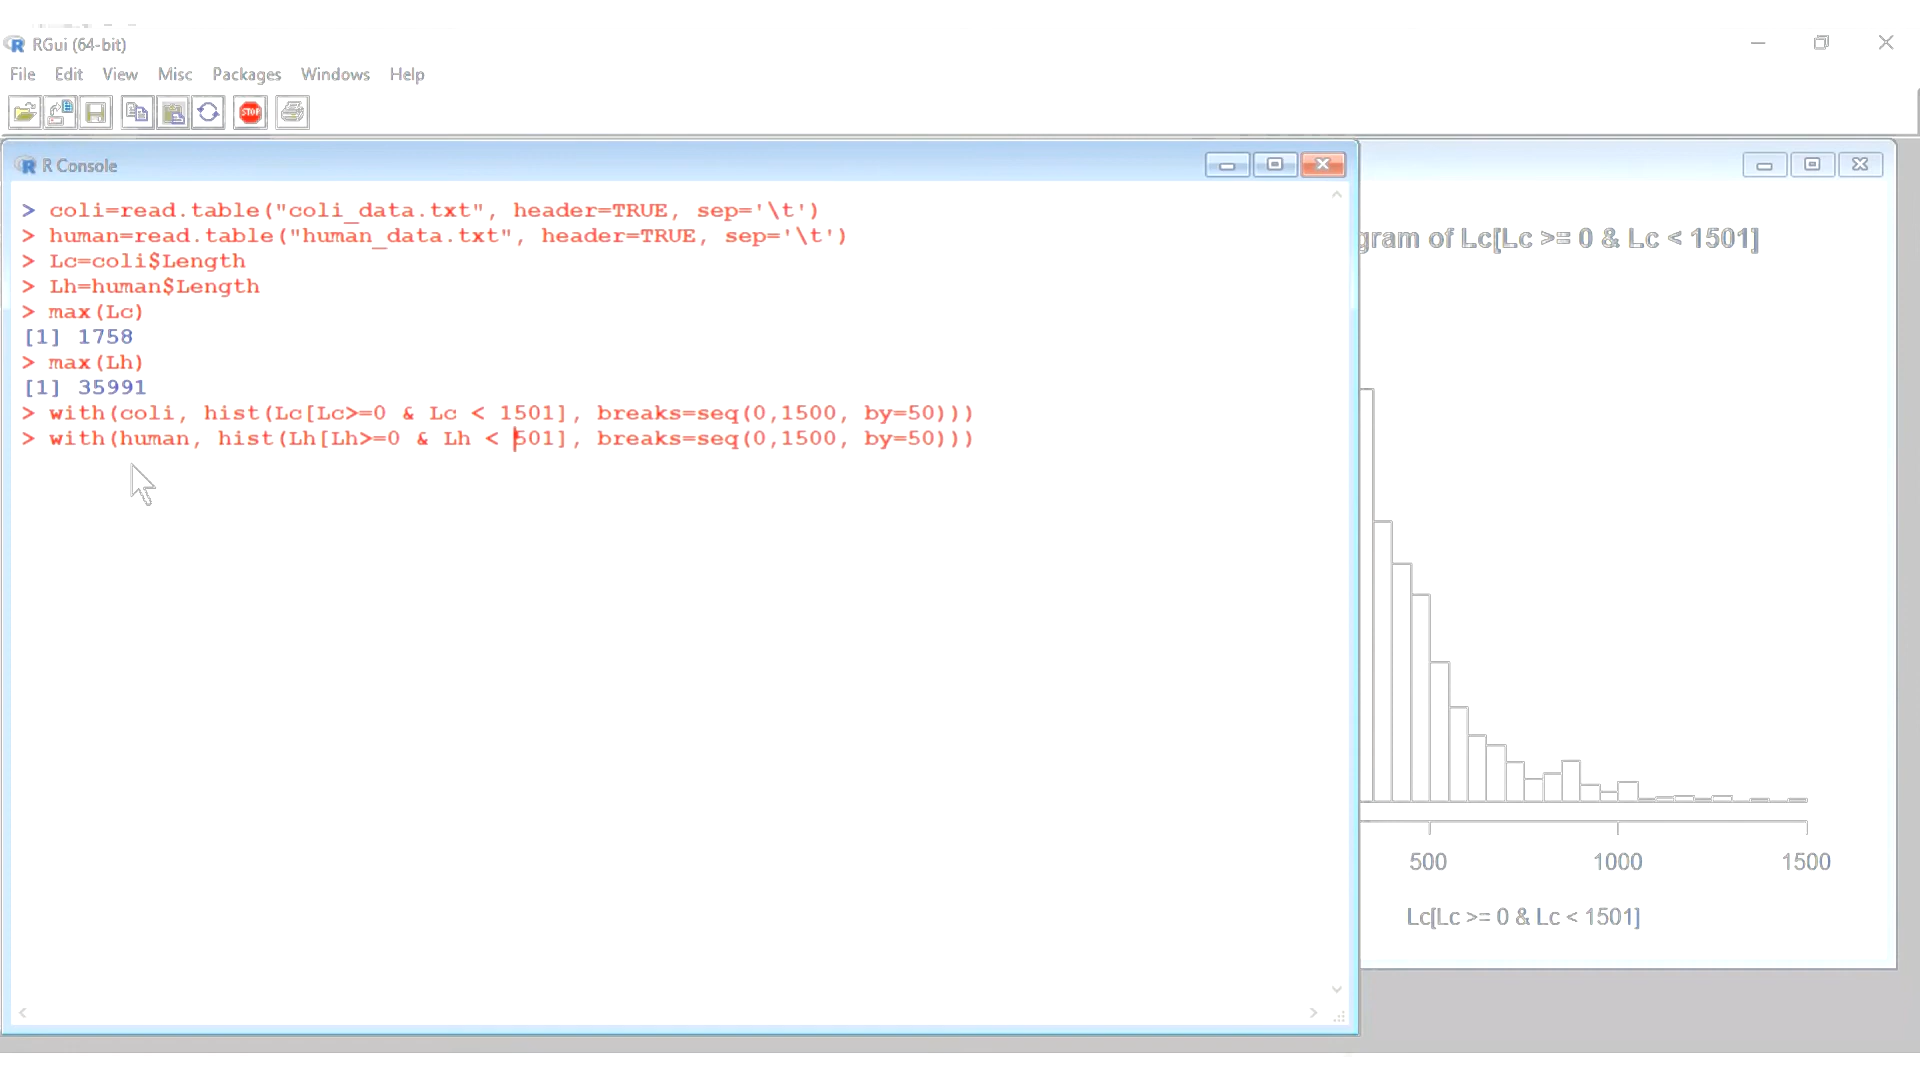 RGui (64-bit)
File Edit View Misc Packages Windows Help
STOP
R Console
> coli=read.table("coli_data.txt", header=TRUE, sep='\t')
> human=read.table("human_data.txt", header=TRUE, sep='\t')
> Lc=coli$Length
> Lh=human$Length
> max(Lc)
[1] 1758
> max(Lh)
[1] 35991
> with(coli, hist(Lc[Lc>=0 & Lc < 1501], breaks=seq(0,1500, by=50)))
> with(human, hist(Lh[Lh>=0 & Lh < 501], breaks=seq(0,1500, by=50)))
gram of Lc[Lc >= 0 & Lc < 1501]
500 1000 1500
Lc[Lc >= 0 & Lc < 1501]